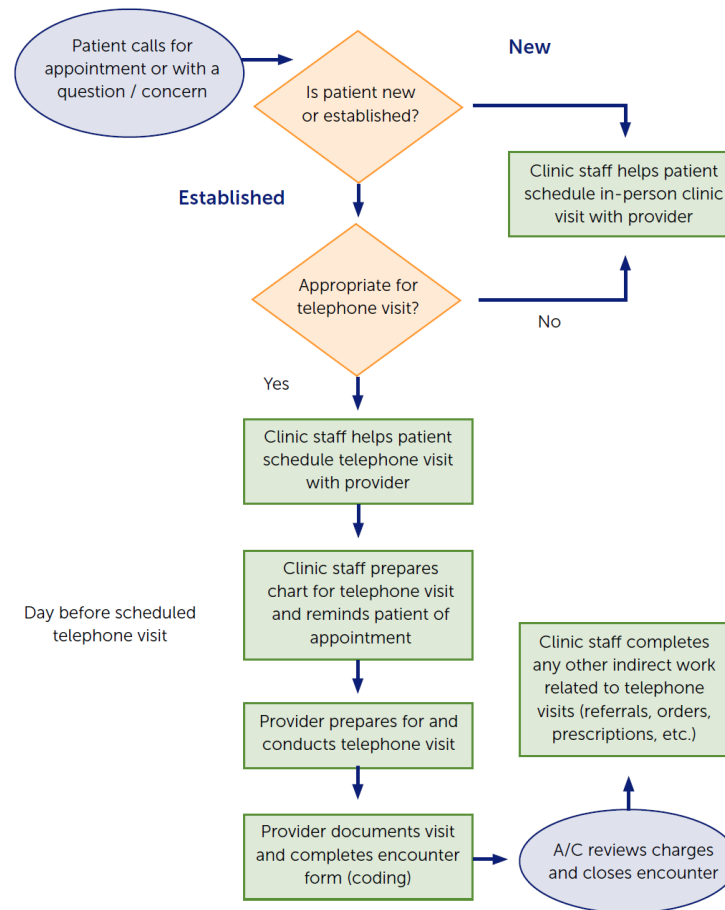 Patient calls for
appointment or with a
question / concern
New
Is patient new
or established?
Clinic staff helps patient
schedule in-person clinic
visit with provider
Established
Appropriate for
telephone visit?
No
Yes
Clinic staff helps patient
schedule telephone visit
with provider
Clinic staff prepares
chart for telephone visit
and reminds patient of
appointment
Day before scheduled
telephone visit
Provider prepares for and
conducts telephone visit
Provider documents visit
and completes encounter
form (coding)
A/C reviews charges
and closes encounter
Clinic staff completes
any other indirect work
related to telephone
visits (referrals, orders,
prescriptions, etc.)